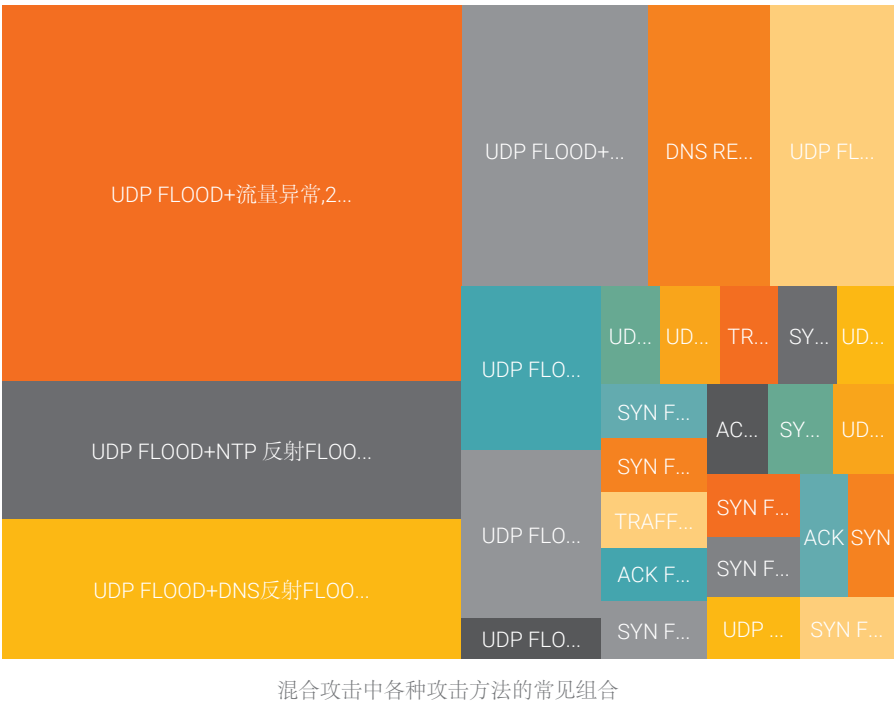 UDP FLOOD+流量异常,2...
UDP FLOOD+NTP 反射FLOO...
UDP FLOOD+DNS反射FLOO...
UDP FLOOD+...
DNS RE...
UDP FL...
UDP FLO...
UDP FLO...
UDP FLO...
UD...
UD...
TR...
SY...
UD...
SYN F...
SYN F...
TRAFF...
ACK F...
SYN F...
AC...
SY...
UD...
SYN F...
SYN F...
ACK
SYN
UDP ...
SYN F...
混合攻击中各种攻击方法的常见组合